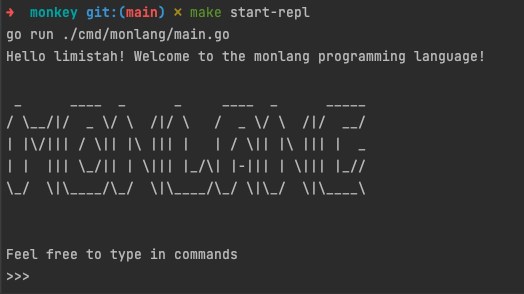 → monkey git:(main) × make start-repl
go run ./cmd/monlang/main.go
Hello limistah! Welcome to the monlang programming language!
 _      ____  _      _     ____  _      _____
/ \__/|/  _ \/ \  /|/ \   /  _ \/ \  /|/  __/
| |\/||| / \|| |\ ||| |   | / \|| |\ ||| |  _
| |  ||| \_/|| | \||| |_/\| |-||| | \||| |_//
\_/  \|\____/\_/  \|\____/\_/ \|\_/  \|\____\
Feel free to type in commands
>>>